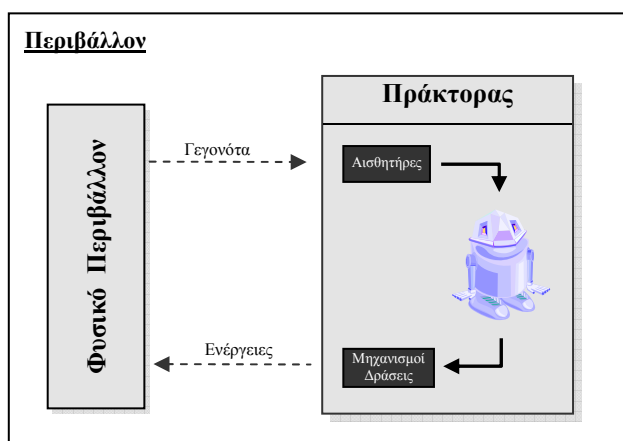 Περιβάλλον
Πράκτορας
Φυσικό Περιβάλλον
Γεγονότα
Αισθητήρες
Ενέργειες
Μηχανισμοί
Δράσεις